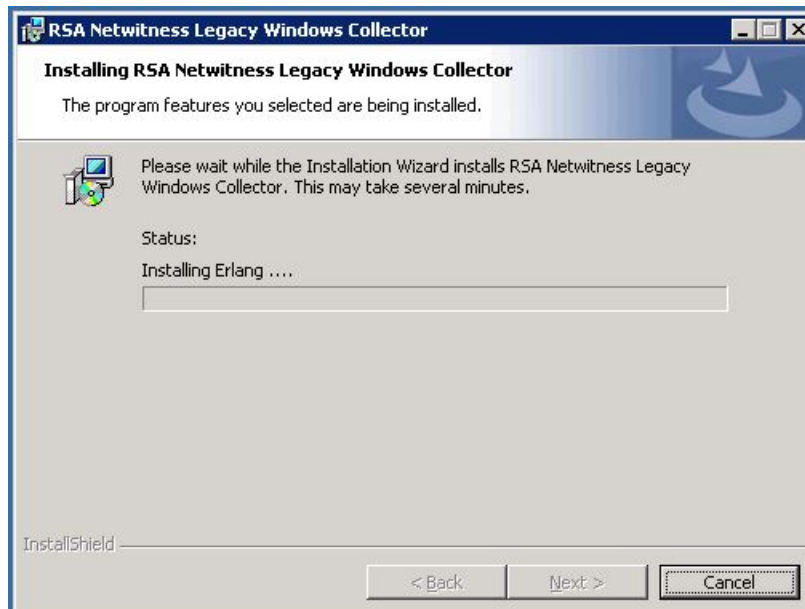 RSA Netwitness Legacy Windows Collector
Installing RSA Netwitness Legacy Windows Collector
The program features you selected are being installed.
Please wait while the Installation Wizard installs RSA Netwitness Legacy
Windows Collector. This may take several minutes.
Status:
Installing Erlang ....
InstallShield
< Back
Next >
Cancel